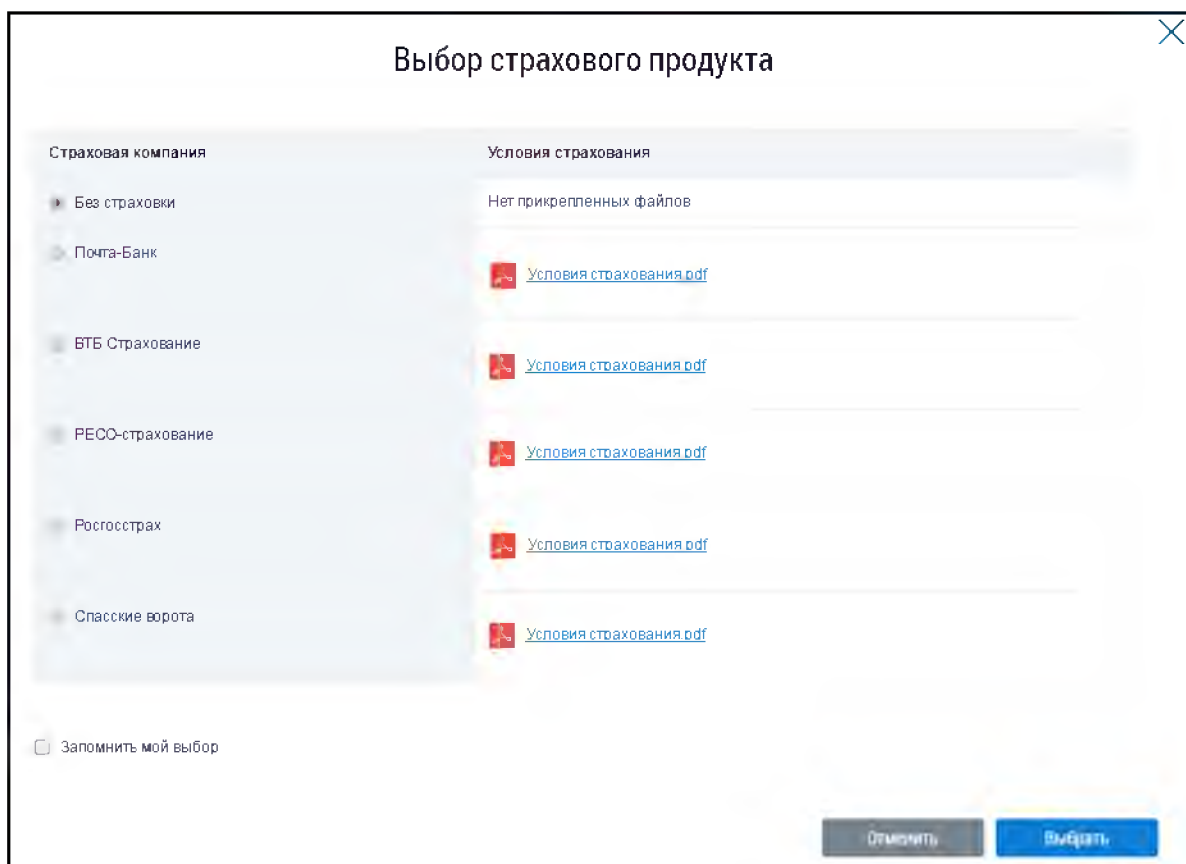 Выбор страхового продукта
Страховая компания Условия страхования
Без страховки Нет прикрепленных файлов
Почта-Банк
Условия страхования.pdf
ВТБ Страхование
Условия страхования.pdf
РЕСО-страхование
Условия страхования.pdf
Росгосстрах
Условия страхования.pdf
Спасские ворота
Условия страхования.pdf
Запомнить мой выбор
Отменить Выбрать